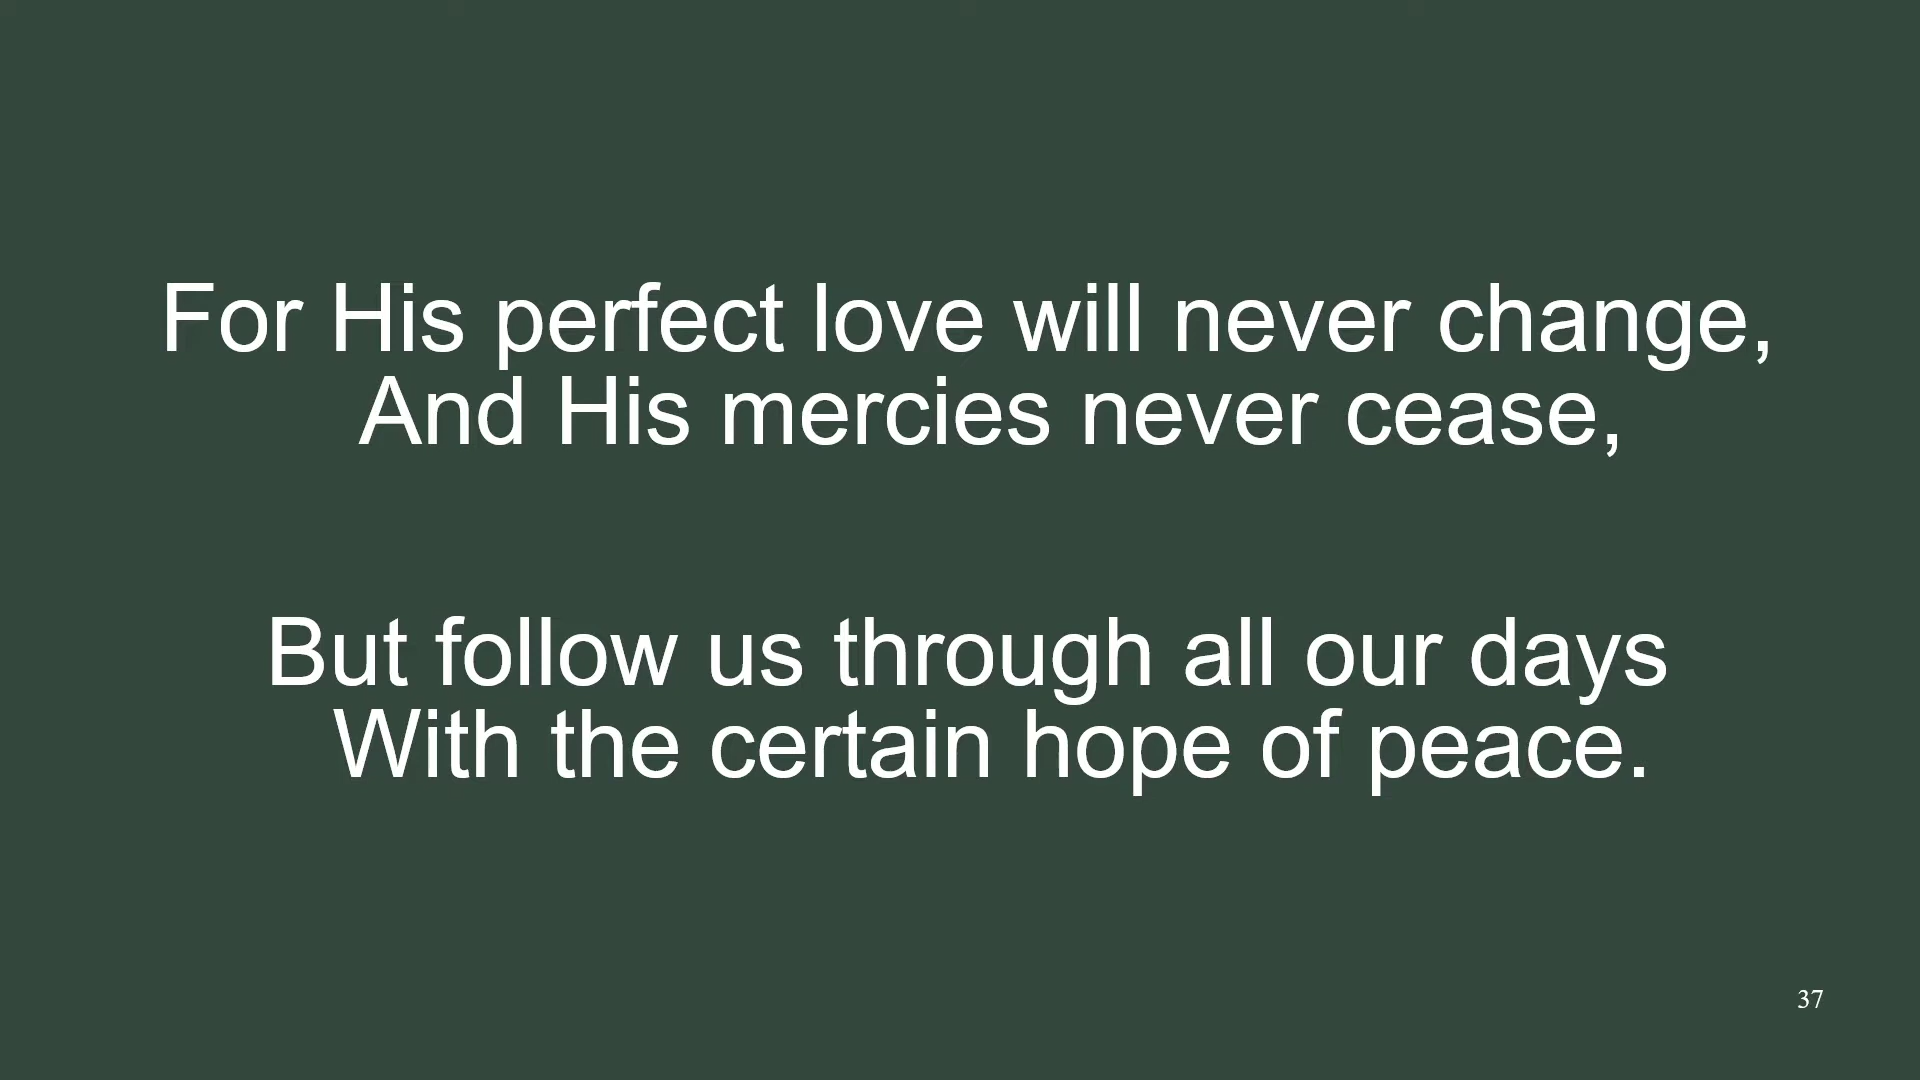 For His perfect love will never change,
And His mercies never cease,
But follow us through all our days
With the certain hope of peace.
37